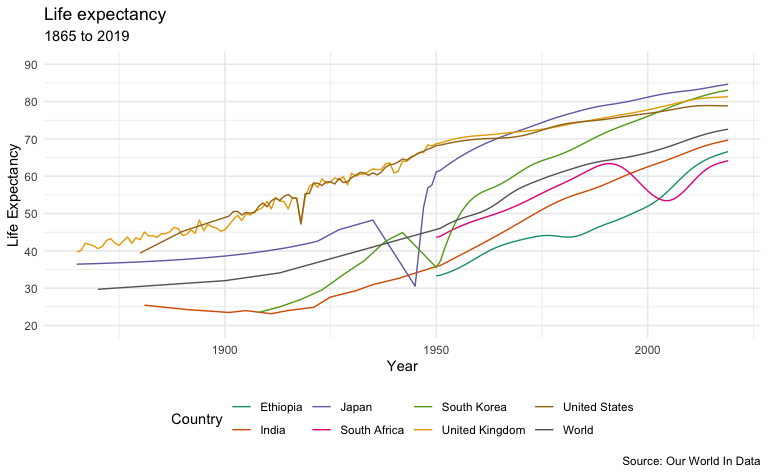 Life expectancy
1865 to 2019
Life Expectancy
90
80
70
60
50
40
30
20
1900
1950
2000
Year
Country
Ethiopia
Japan
South Korea
United States
India
South Africa
United Kingdom
World
Source: Our World In Data